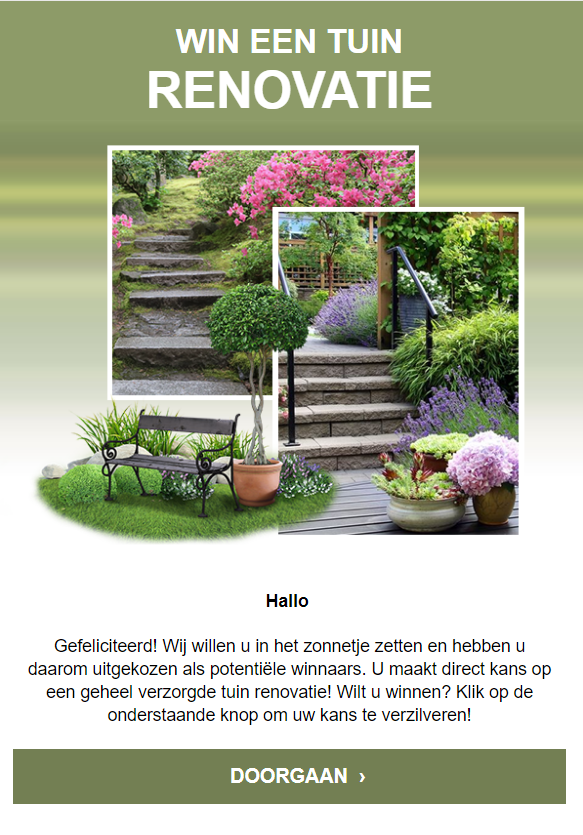 WIN EEN TUIN
RENOVATIE
Hallo
Gefeliciteerd! Wij willen u in het zonnetje zetten en hebben u
daarom uitgekozen als potentiële winnaars. U maakt direct kans op
een geheel verzorgde tuin renovatie! Wilt u winnen? Klik op de
onderstaande knop om uw kans te verzilveren!
DOORGAAN ›